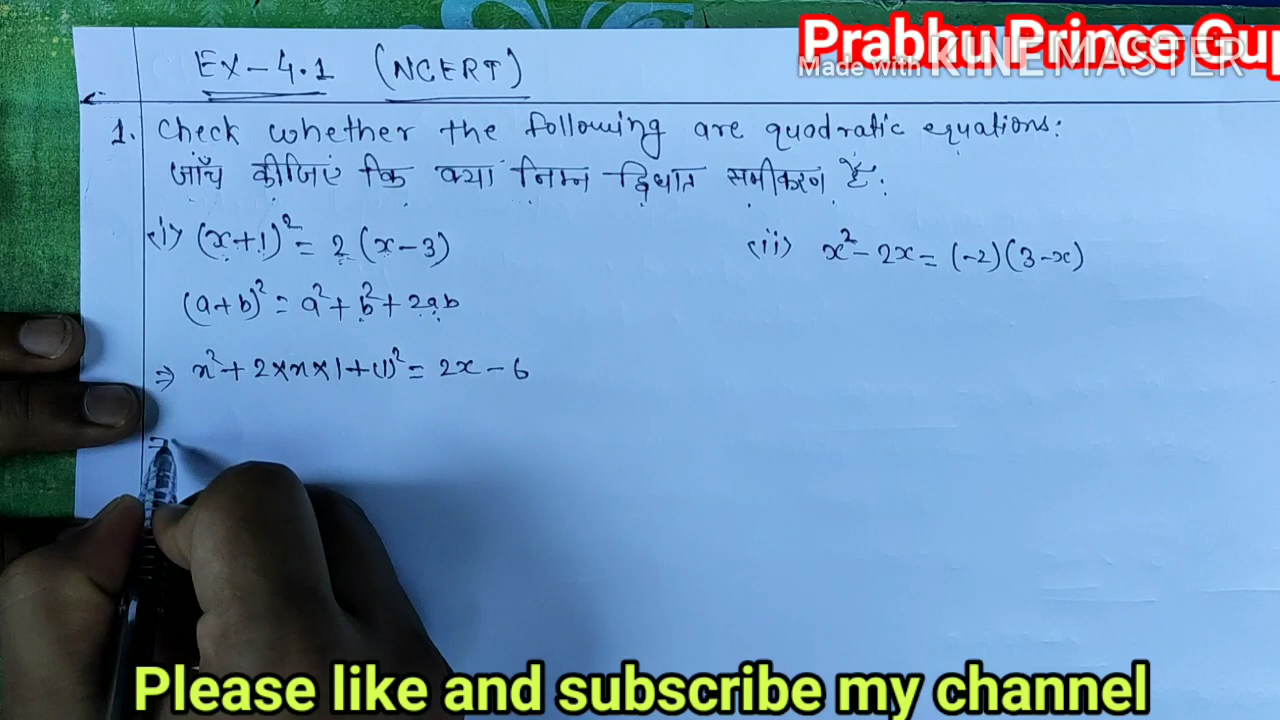 Prabhu Prince Gup
Made with KINEMASTER
EX-4.1 (NCERT)
1. Check whether the following are quadratic equations:
जाँच कीजिएं कि क्या निम्न द्विघात समीकरण हैं:
(i) (x+1)² = 2(x-3)
(ii) x² - 2x = (-2)(3-x)
(a+b)² = a² + b² + 2ab
⇒ x² + 2×x×1 + (1)² = 2x - 6
Please like and subscribe my channel